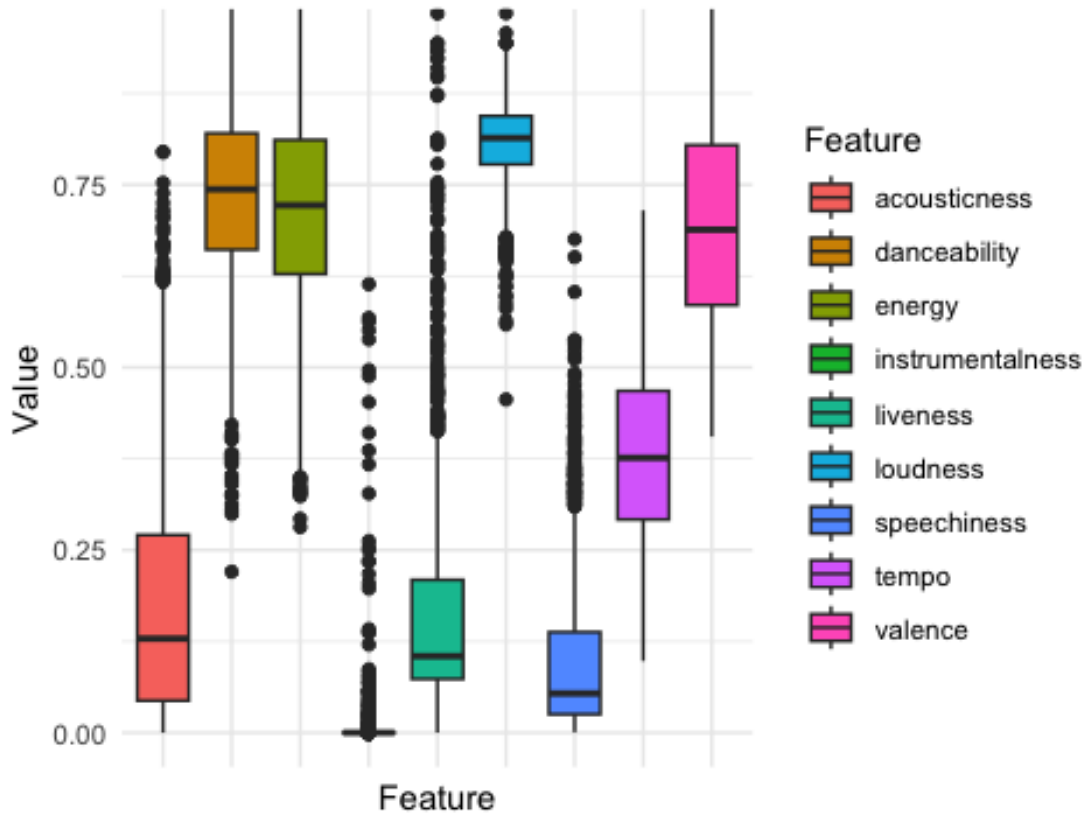 0.75
0.50
0.25
0.00
Value
Feature
Feature
acousticness
danceability
energy
instrumentalness
liveness
loudness
speechiness
tempo
valence